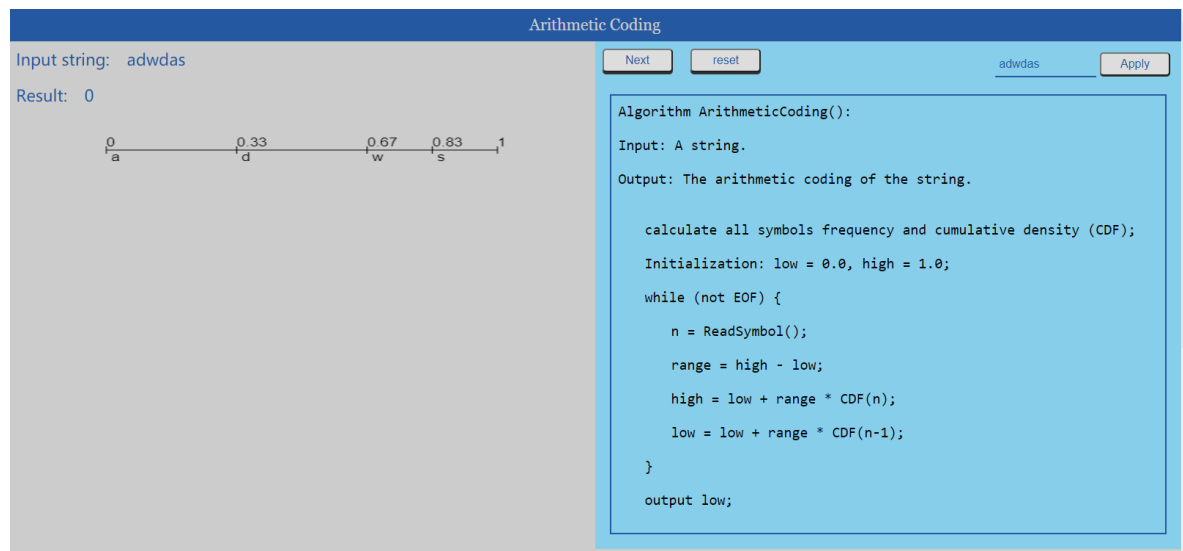 Arithmetic Coding
Input string: adwdas
Result: 0
0 0.33 0.67 0.83 1
a d w s
Next reset adwdas Apply
Algorithm ArithmeticCoding():
Input: A string.
Output: The arithmetic coding of the string.
calculate all symbols frequency and cumulative density (CDF);
Initialization: low = 0.0, high = 1.0;
while (not EOF) {
n = ReadSymbol();
range = high - low;
high = low + range * CDF(n);
low = low + range * CDF(n-1);
}
output low;